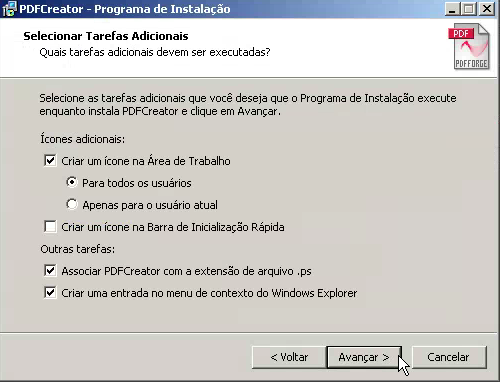 PDFCreator - Programa de Instalação
Selecionar Tarefas Adicionais
Quais tarefas adicionais devem ser executadas?
PDF
PDFFORGE
Selecione as tarefas adicionais que você deseja que o Programa de Instalação execute
enquanto instala PDFCreator e clique em Avançar.
Ícones adicionais:
Criar um ícone na Área de Trabalho
Para todos os usuários
Apenas para o usuário atual
Criar um ícone na Barra de Inicialização Rápida
Outras tarefas:
Associar PDFCreator com a extensão de arquivo .ps
Criar uma entrada no menu de contexto do Windows Explorer
< Voltar
Avançar >
Cancelar